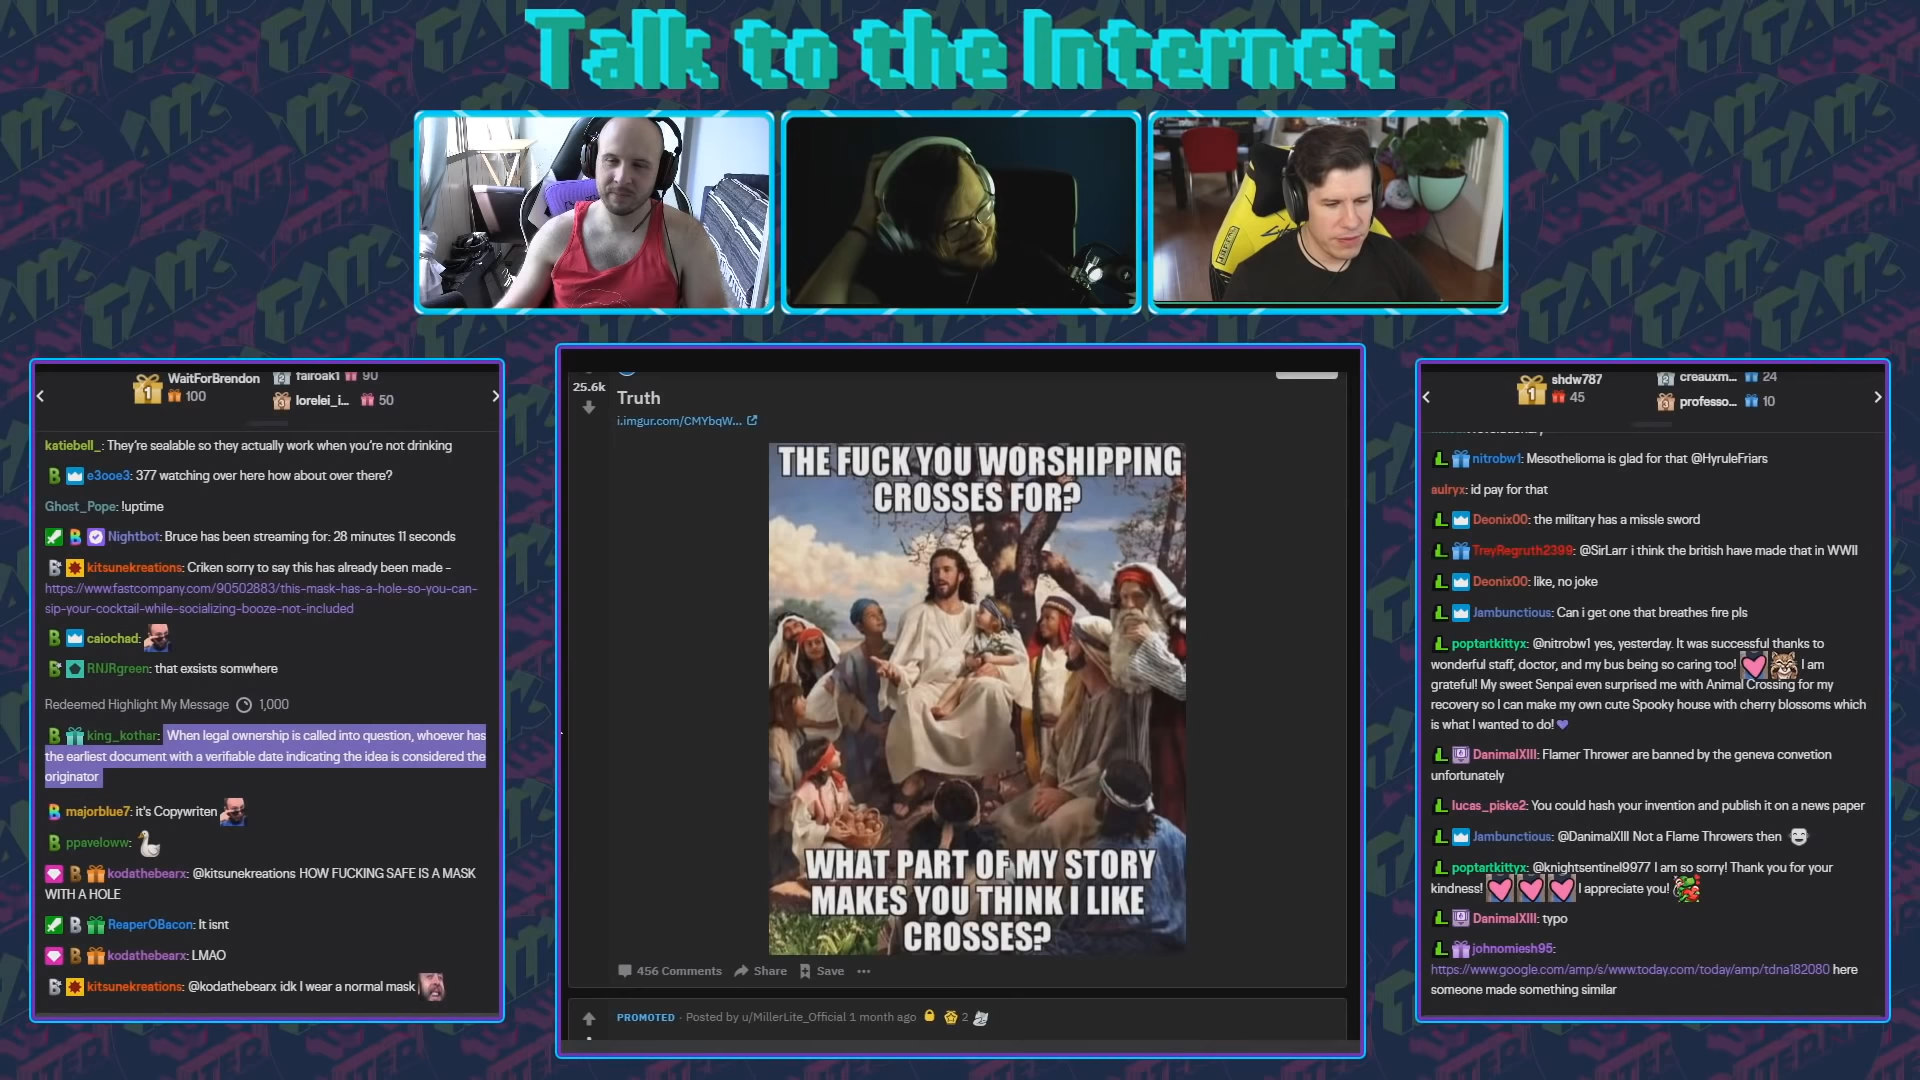 Talk to the Internet
WaitForBrendon
100
fairoak1 90
lorelei_i... 50
katiebell_: They're sealable so they actually work when you're not drinking
e3ooe3: 377 watching over here how about over there?
Ghost_Pope: !uptime
Nightbot: Bruce has been streaming for: 28 minutes 11 seconds
kitsunekreations: Criken sorry to say this has already been made -
https://www.fastcompany.com/90502883/this-mask-has-a-hole-so-you-can-
sip-your-cocktail-while-socializing-booze-not-included
caiochad:
RNJRgreen: that exsists somwhere
Redeemed Highlight My Message 1,000
king_kothar: When legal ownership is called into question, whoever has
the earliest document with a verifiable date indicating the idea is considered the
originator
majorblue7: it's Copywriten
ppaveloww:
kodathebearx: @kitsunekreations HOW FUCKING SAFE IS A MASK
WITH A HOLE
ReaperOBacon: It isnt
kodathebearx: LMAO
kitsunekreations: @kodathebearx idk I wear a normal mask
25.6k
Truth
i.imgur.com/CMYbqW...
THE FUCK YOU WORSHIPPING
CROSSES FOR?
WHAT PART OF MY STORY
MAKES YOU THINK I LIKE
CROSSES?
456 Comments Share Save
PROMOTED · Posted by u/MillerLite_Official 1 month ago 2
shdw787
45
creauxm... 24
professo... 10
nitrobw1: Mesothelioma is glad for that @HyruleFriars
aulryx: id pay for that
Deonix00: the military has a missle sword
TreyRegruth2399: @SirLarr i think the british have made that in WWII
Deonix00: like, no joke
Jambunctious: Can i get one that breathes fire pls
poptartkittyx: @nitrobw1 yes, yesterday. It was successful thanks to
wonderful staff, doctor, and my bus being so caring too! I am
grateful! My sweet Senpai even surprised me with Animal Crossing for my
recovery so I can make my own cute Spooky house with cherry blossoms which
is what I wanted to do!
DanimalXIII: Flamer Thrower are banned by the geneva convetion
unfortunately
lucas_piske2: You could hash your invention and publish it on a news paper
Jambunctious: @DanimalXIII Not a Flame Throwers then
poptartkittyx: @knightsentinel9977 I am so sorry! Thank you for your
kindness! I appreciate you!
DanimalXIII: typo
johnomiesh95:
https://www.google.com/amp/s/www.today.com/today/amp/tdna182080 here
someone made something similar